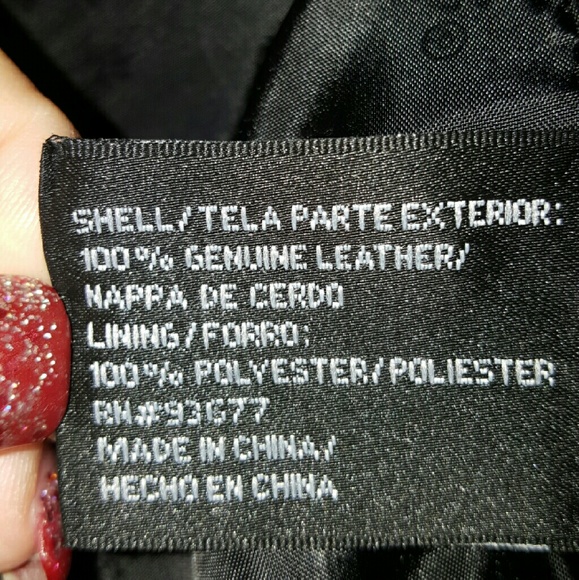 SHELL/TELA PARTE EXTERIOR:
100% GENUINE LEATHER/
NAPPA DE CERDO
LINING/FORRO:
100% POLYESTER/POLIESTER
RN#93677
MADE IN CHINA/
HECHO EN CHINA